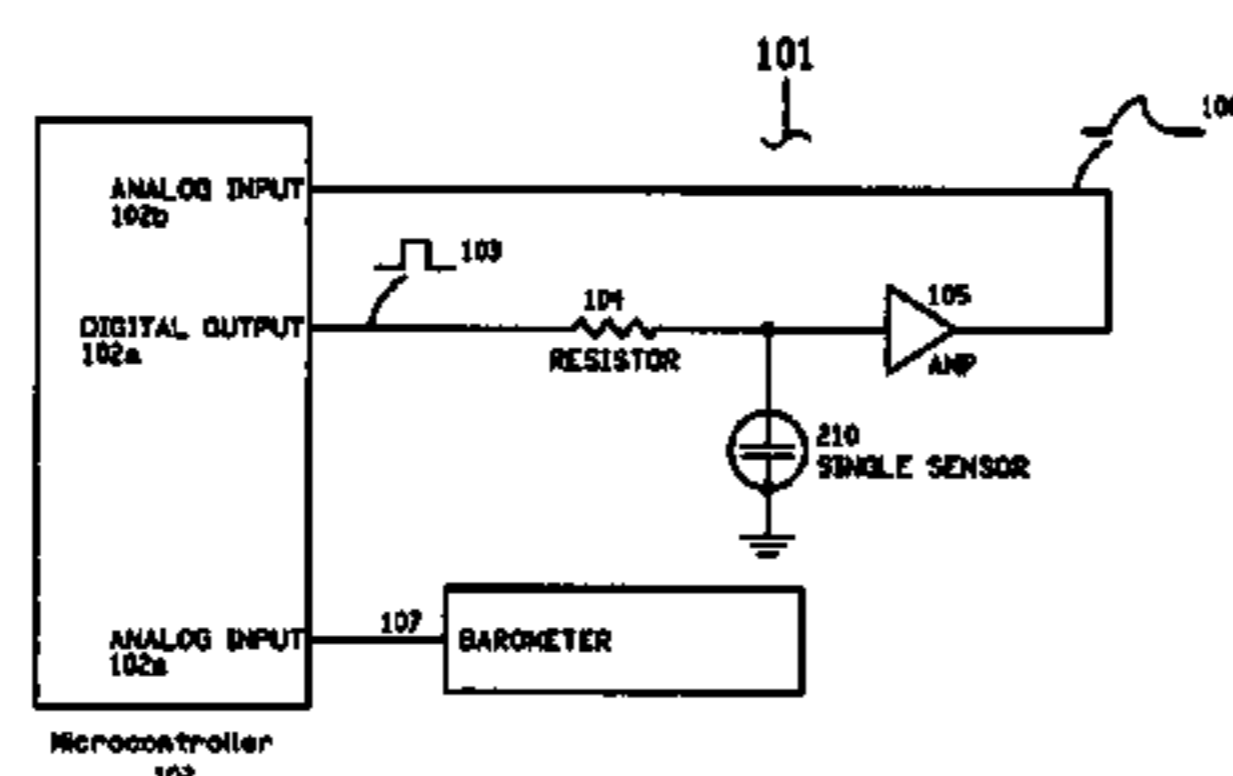 101
106
ANALOG INPUT
102b
103
DIGITAL OUTPUT
102a
104
RESISTOR
105
AMP
210
SINGLE SENSOR
ANALOG INPUT
102a
107
BAROMETER
Microcontroller